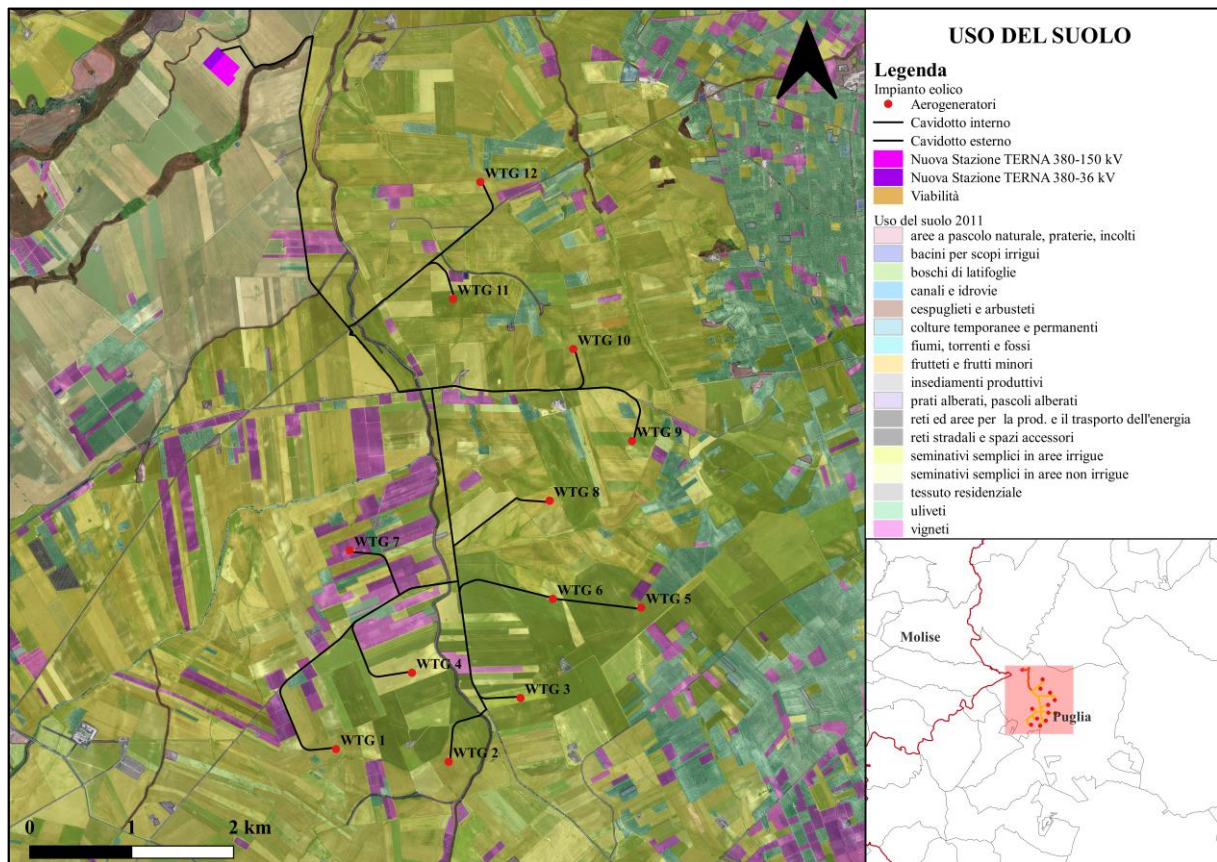 WTG 12
WTG 11
WTG 10
WTG 9
WTG 8
WTG 7
WTG 6
WTG 5
WTG 4
WTG 3
WTG 1
WTG 2
0 1 2 km
USO DEL SUOLO
Legenda
Impianto eolico
Aerogeneratori
Cavidotto interno
Cavidotto esterno
Nuova Stazione TERNA 380-150 kV
Nuova Stazione TERNA 380-36 kV
Viabilità
Uso del suolo 2011
aree a pascolo naturale, praterie, incolti
bacini per scopi irrigui
boschi di latifoglie
canali e idrovie
cespuglieti e arbusteti
colture temporanee e permanenti
fiumi, torrenti e fossi
frutteti e frutti minori
insediamenti produttivi
prati alberati, pascoli alberati
reti ed aree per la prod. e il trasporto dell'energia
reti stradali e spazi accessori
seminativi semplici in aree irrigue
seminativi semplici in aree non irrigue
tessuto residenziale
uliveti
vigneti
Molise
Puglia